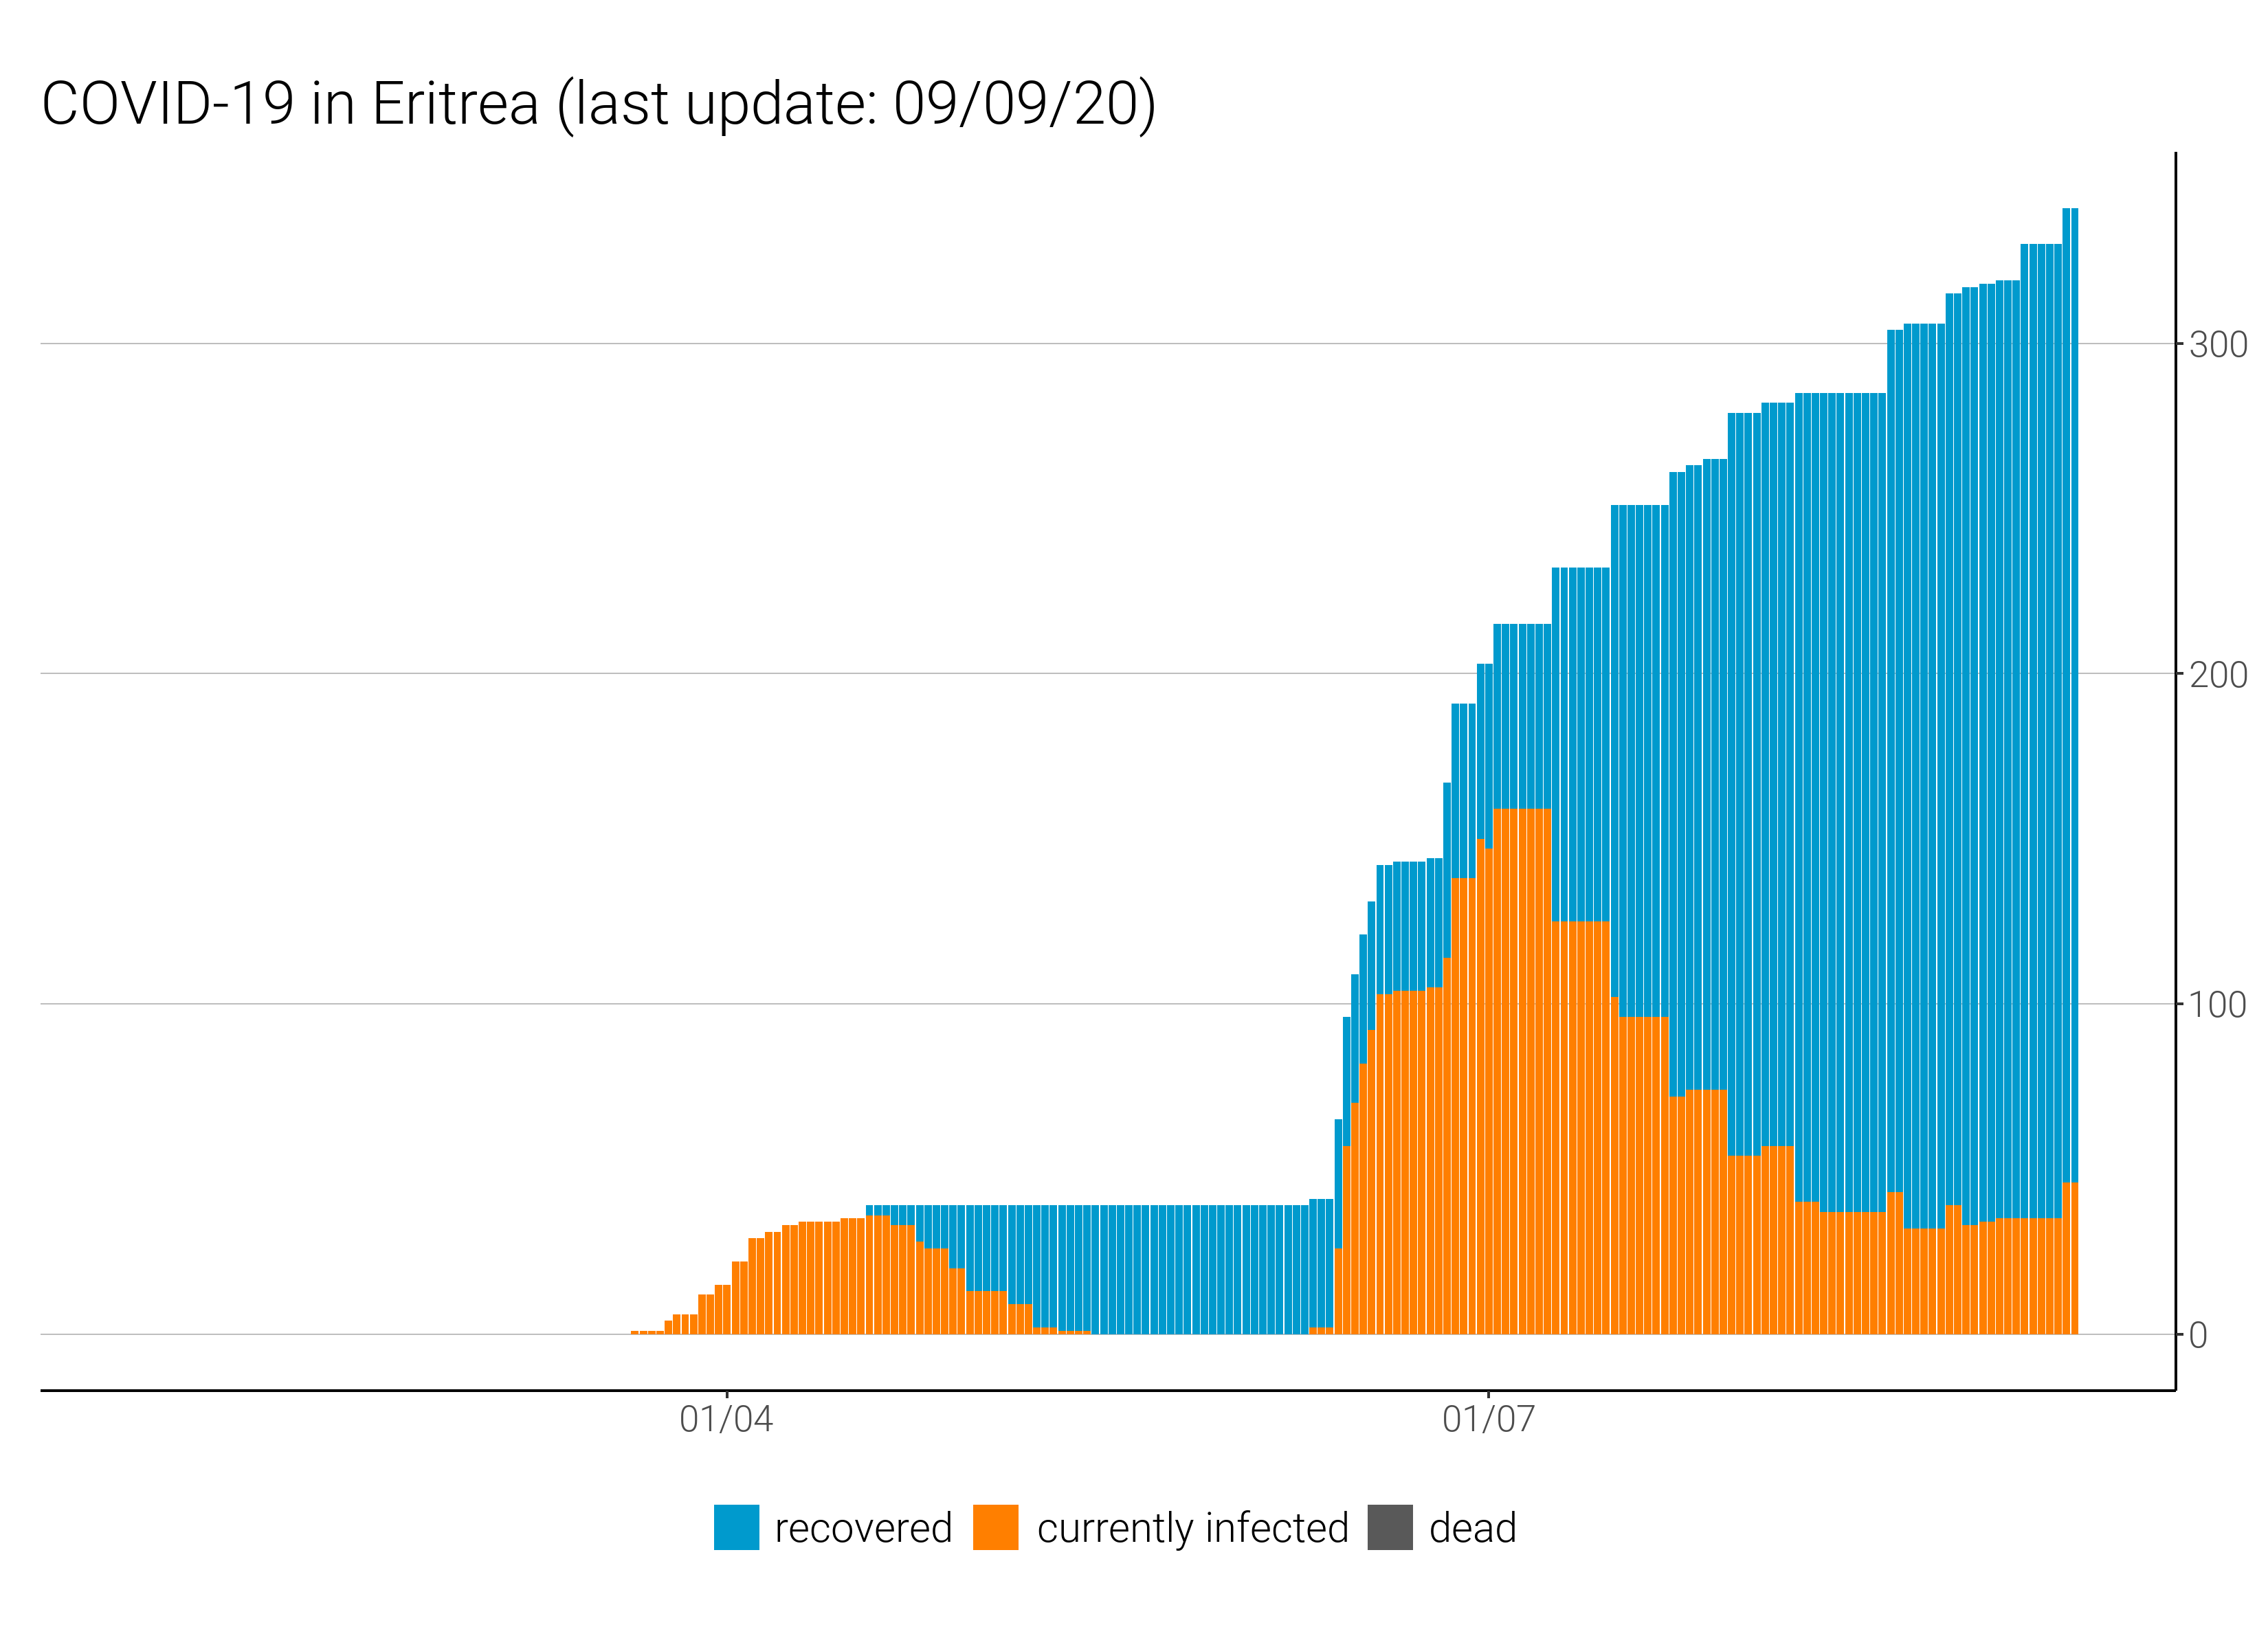 COVID-19 in Eritrea (last update: 09/09/20)
300
200
100
0
01/04 01/07
recovered currently infected dead